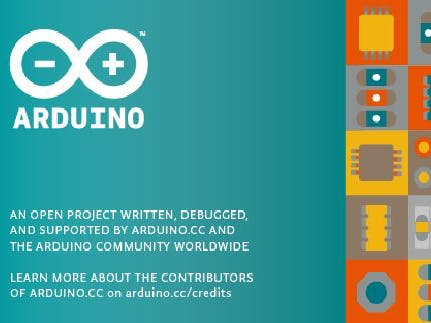 ARDUINO
AN OPEN PROJECT WRITTEN, DEBUGGED,
AND SUPPORTED BY ARDUINO.CC AND
THE ARDUINO COMMUNITY WORLDWIDE
LEARN MORE ABOUT THE CONTRIBUTORS
OF ARDUINO.CC on arduino.cc/credits